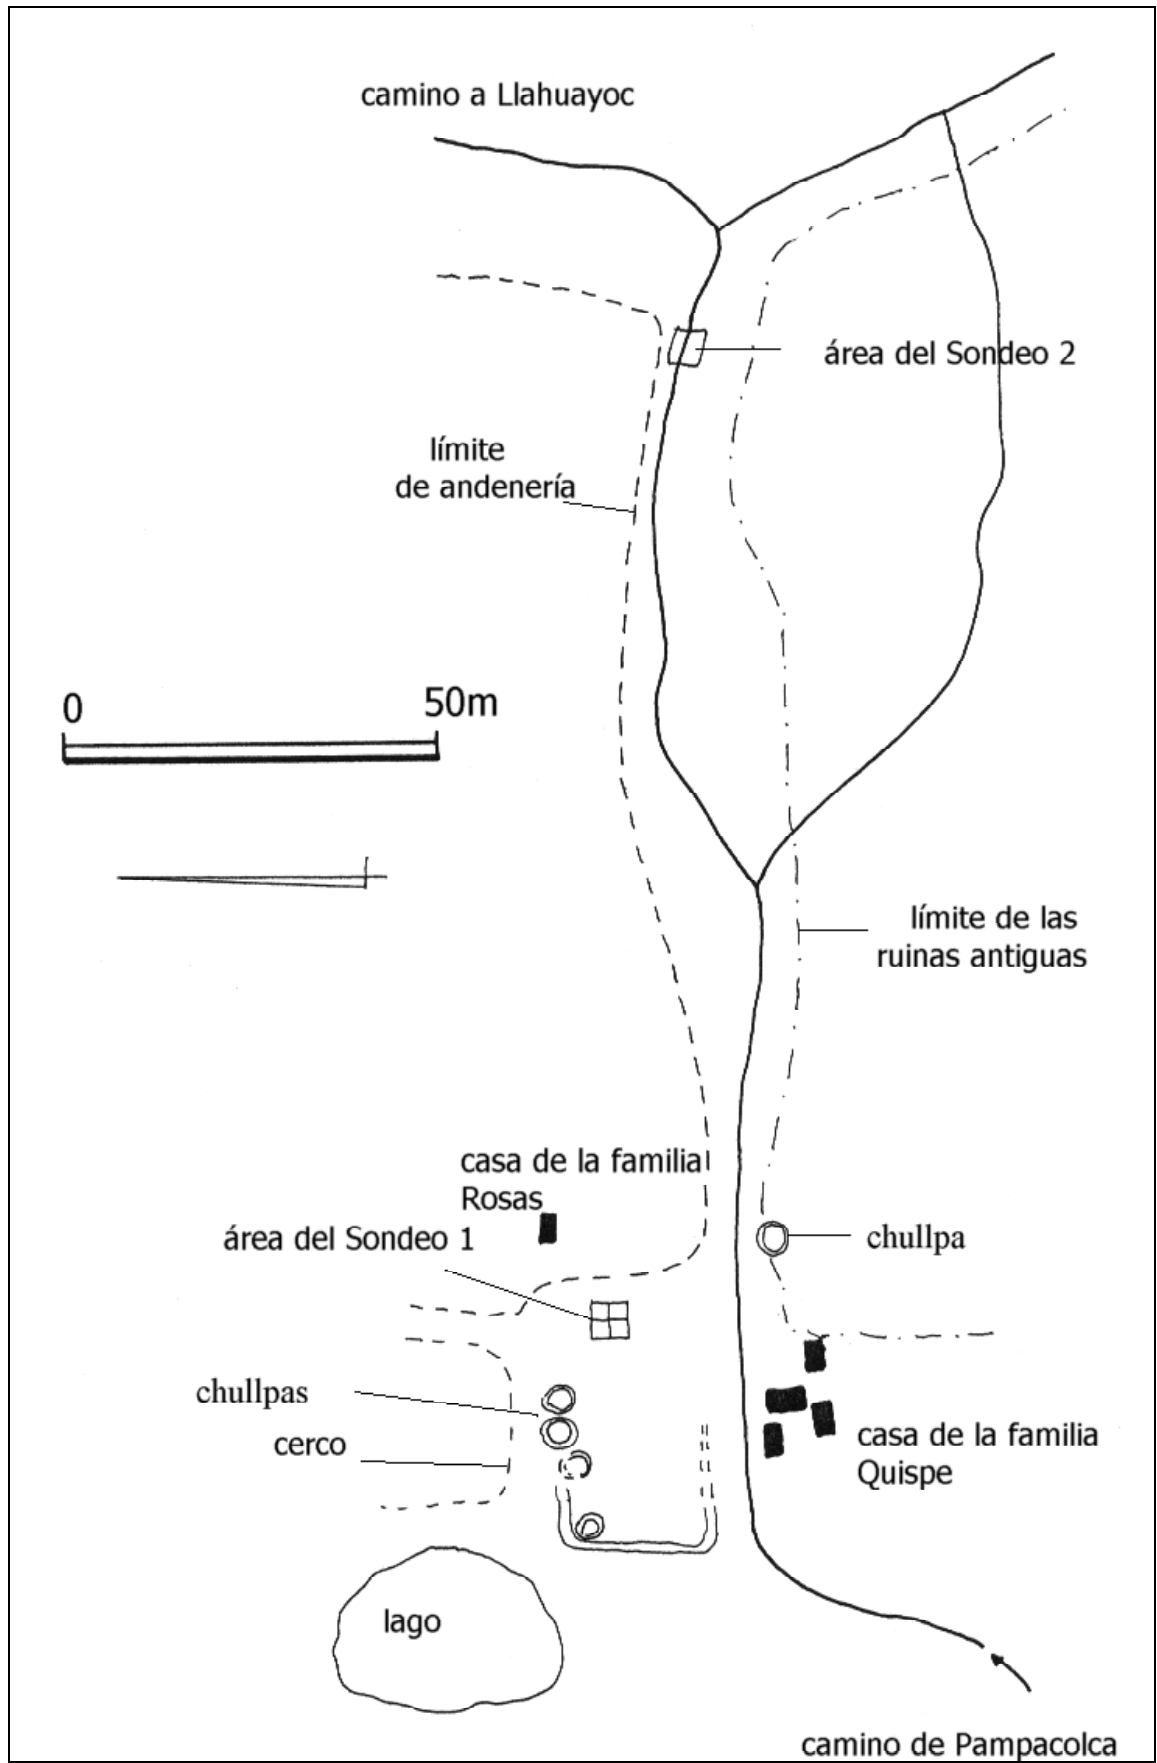 camino a Llahuayoc
área del Sondeo 2
límite
de andenería
0
50m
límite de las
ruinas antiguas
casa de la familia
Rosas
área del Sondeo 1
chullpa
chullpas
cerco
casa de la familia
Quispe
lago
camino de Pampacolca